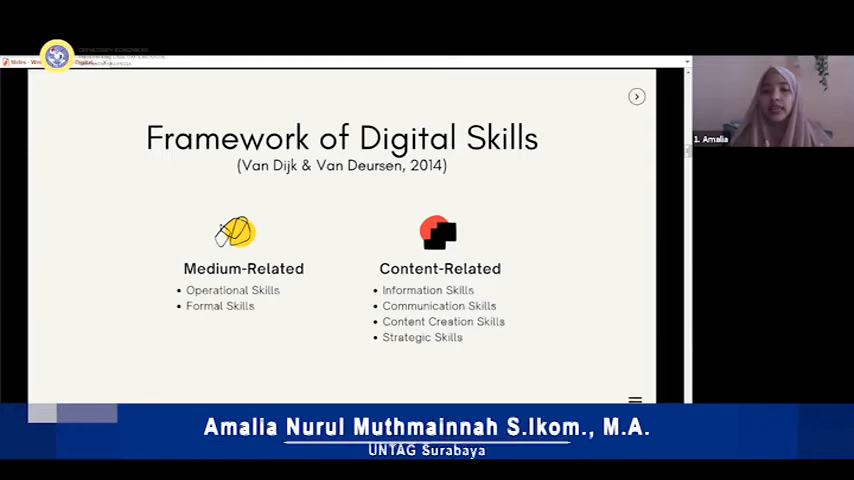 Framework of Digital Skills
(Van Dijk & Van Deursen, 2014)
Medium-Related
• Operational Skills
• Formal Skills
Content-Related
• Information Skills
• Communication Skills
• Content Creation Skills
• Strategic Skills
1. Amalia
Amalia Nurul Muthmainnah S.Ikom., M.A.
UNTAG Surabaya